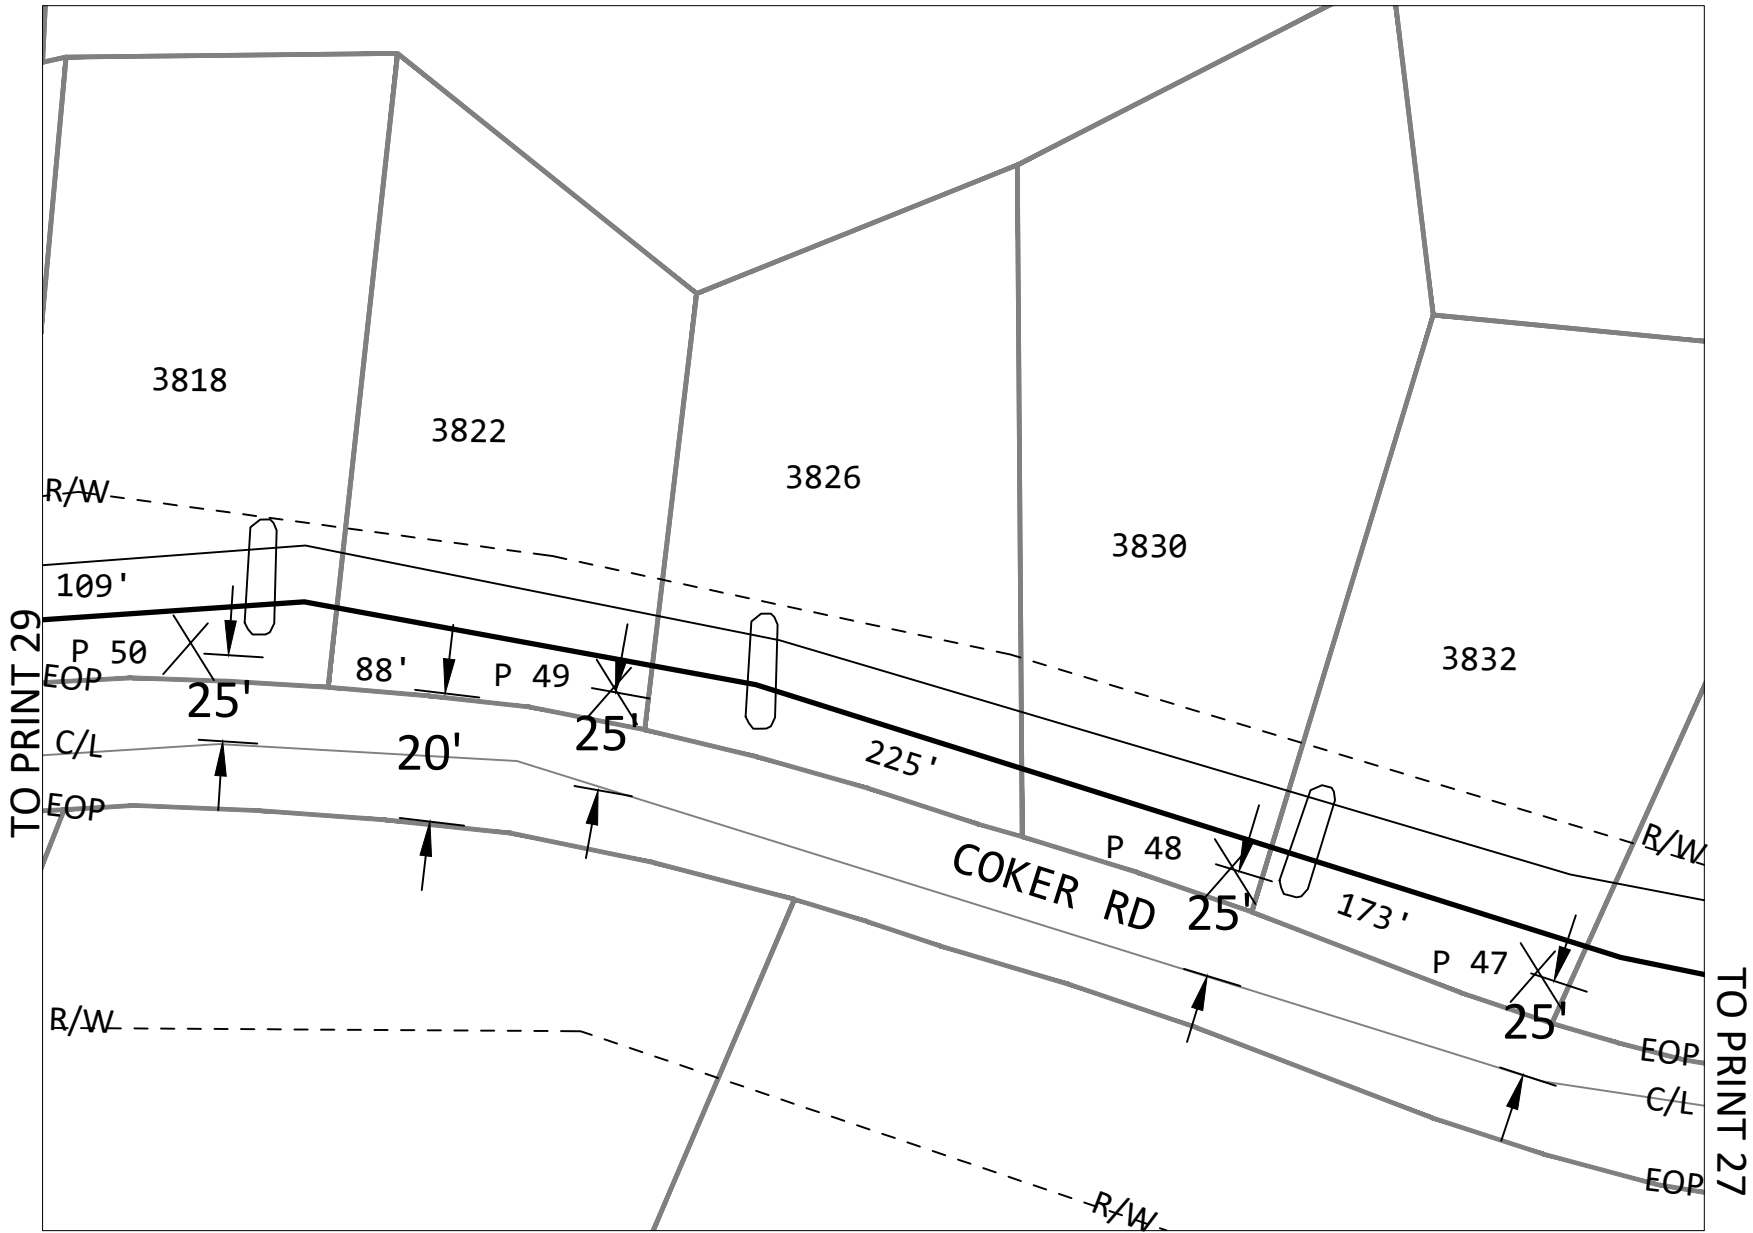 3818
3822
3826
3830
3832
R/W
109'
P 50
EOP
25'
88'
P 49
25'
C/L
20'
EOP
225'
COKER RD
P 48
25'
173'
P 47
25'
R/W
EOP
C/L
EOP
R/W
R/W
TO PRINT 29
TO PRINT 27